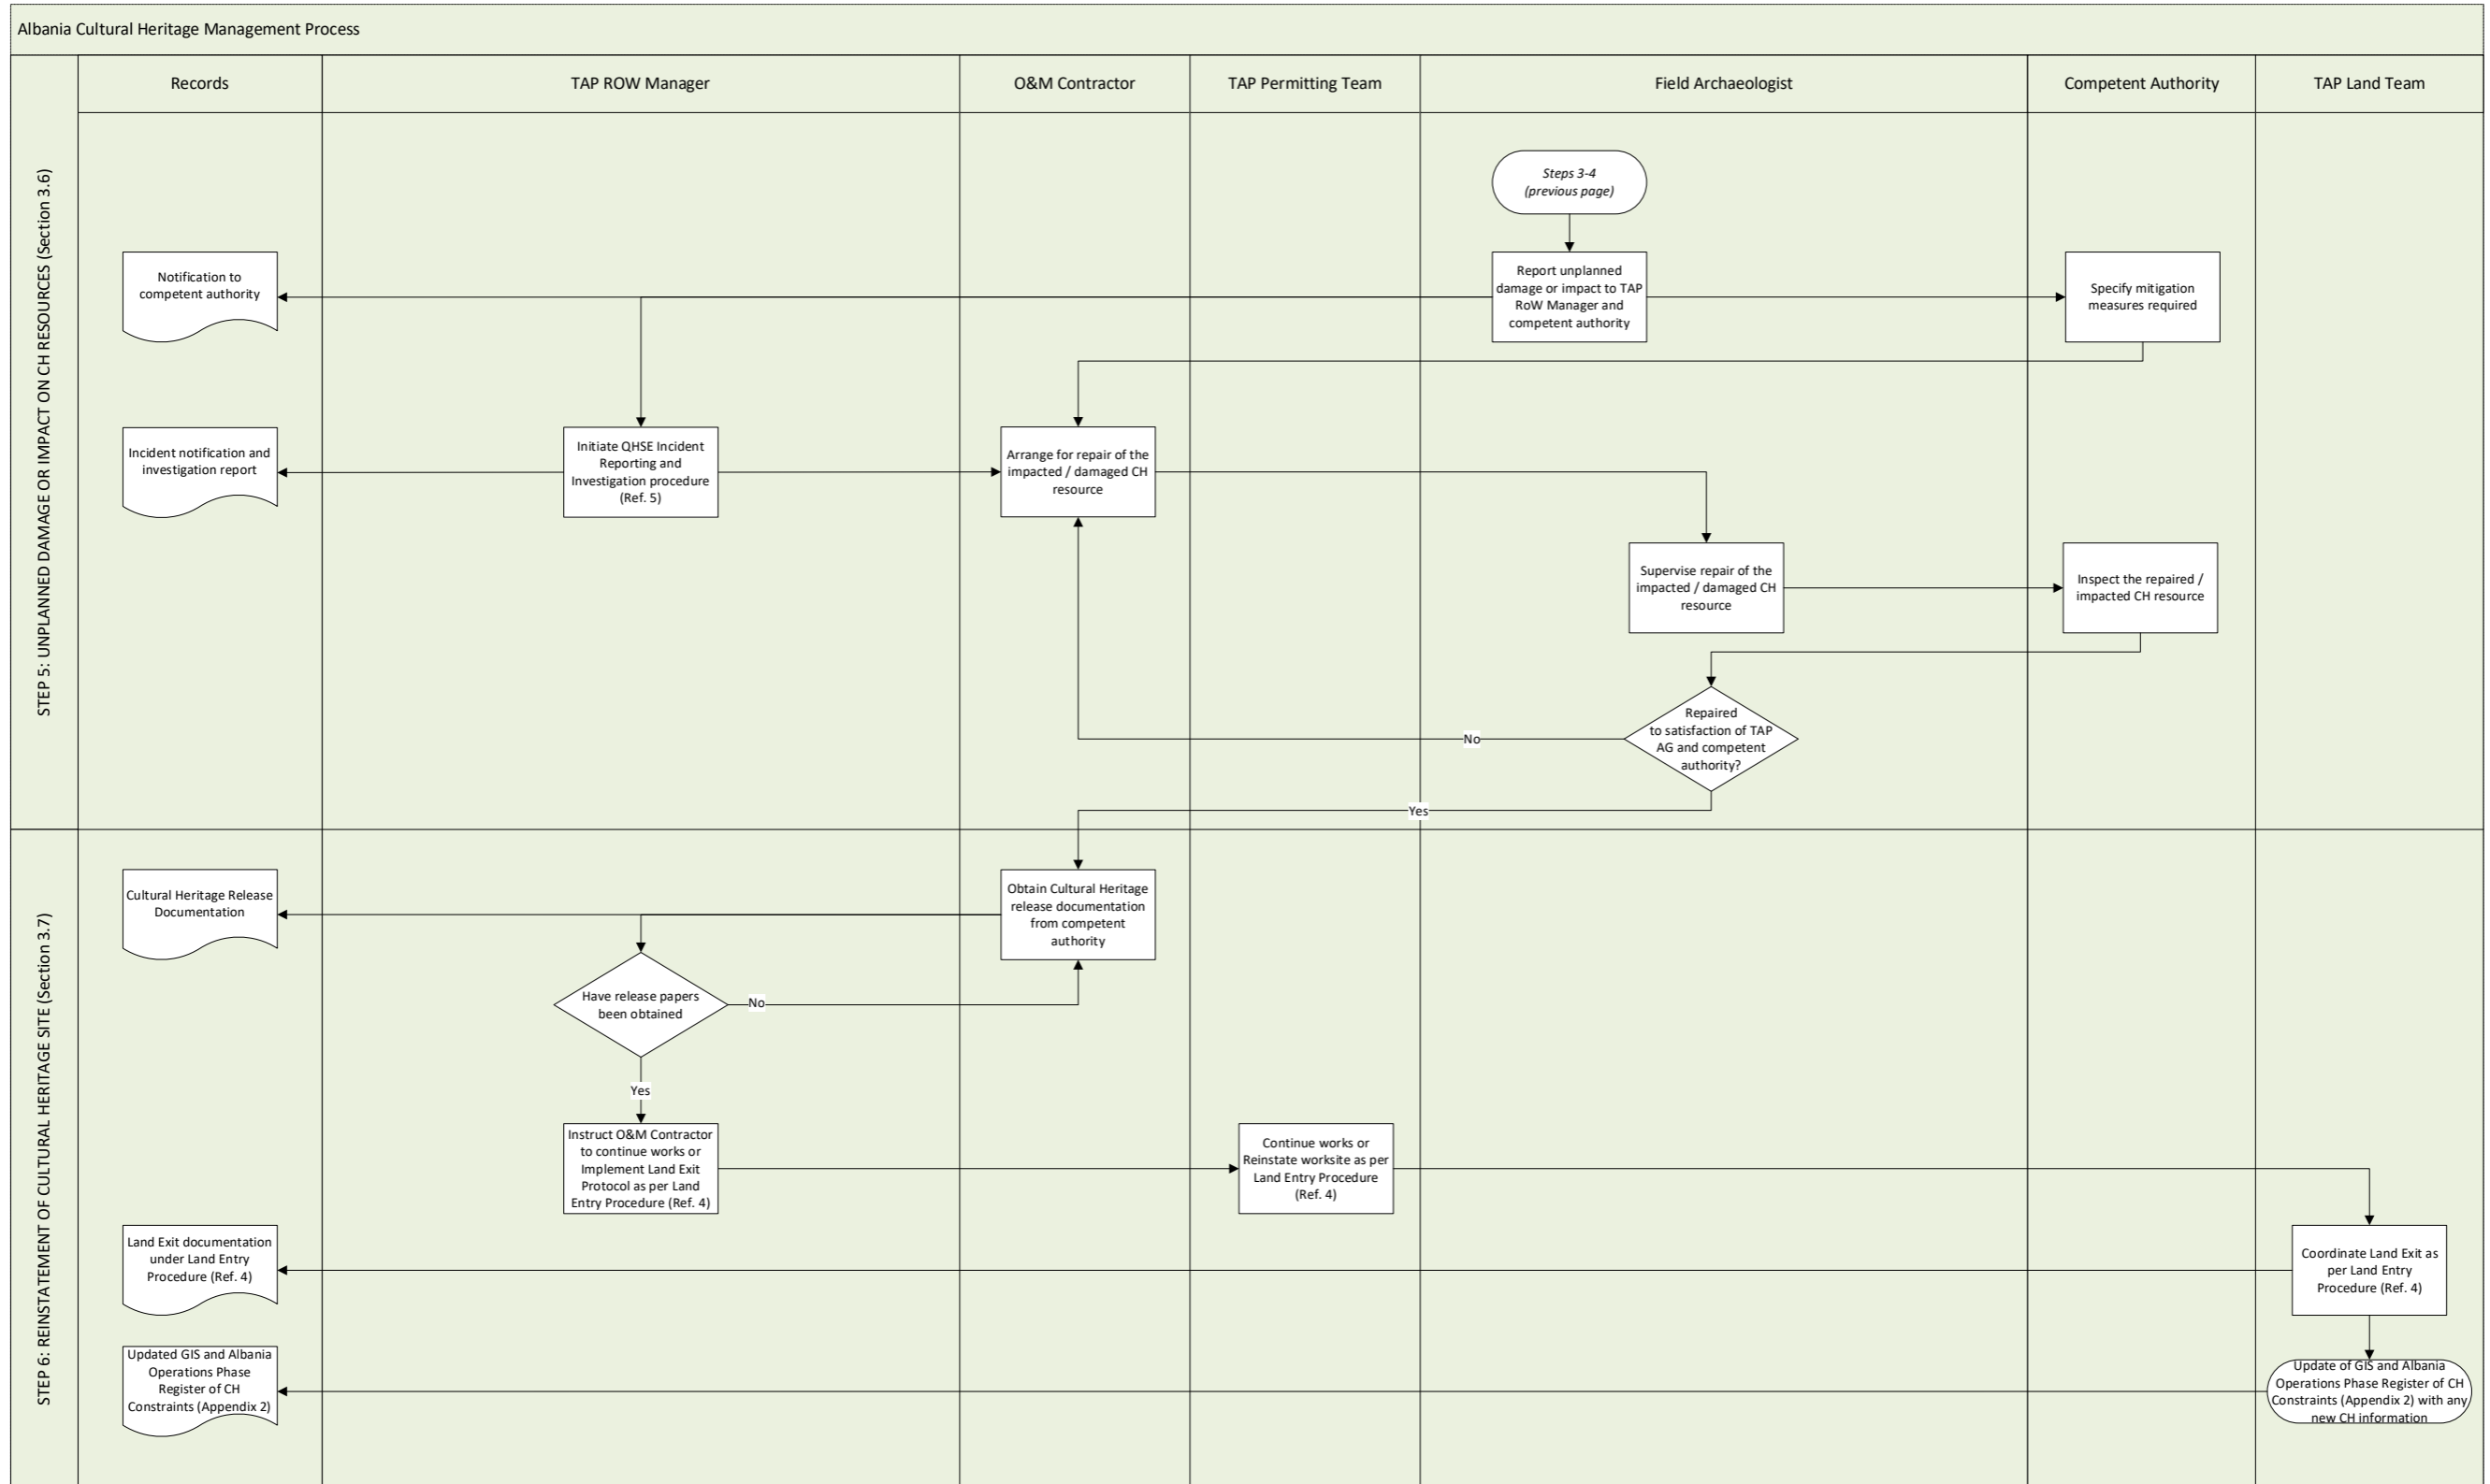 Albania Cultural Heritage Management Process
Records
TAP ROW Manager
O&M Contractor
TAP Permitting Team
Field Archaeologist
Competent Authority
TAP Land Team
STEP 5: UNPLANNED DAMAGE OR IMPACT ON CH RESOURCES (Section 3.6)
Steps 3-4
(previous page)
Notification to
competent authority
Report unplanned
damage or impact to TAP
RoW Manager and
competent authority
Specify mitigation
measures required
Incident notification and
investigation report
Initiate QHSE Incident
Reporting and
Investigation procedure
(Ref. 5)
Arrange for repair of the
impacted / damaged CH
resource
Supervise repair of the
impacted / damaged CH
resource
Inspect the repaired /
impacted CH resource
Repaired
to satisfaction of TAP
AG and competent
authority?
No
Yes
STEP 6: REINSTATEMENT OF CULTURAL HERITAGE SITE (Section 3.7)
Cultural Heritage Release
Documentation
Obtain Cultural Heritage
release documentation
from competent
authority
Have release papers
been obtained
No
Yes
Instruct O&M Contractor
to continue works or
Implement Land Exit
Protocol as per Land
Entry Procedure (Ref. 4)
Continue works or
Reinstate worksite as per
Land Entry Procedure
(Ref. 4)
Land Exit documentation
under Land Entry
Procedure (Ref. 4)
Coordinate Land Exit as
per Land Entry
Procedure (Ref. 4)
Updated GIS and Albania
Operations Phase
Register of CH
Constraints (Appendix 2)
Update of GIS and Albania
Operations Phase Register of CH
Constraints (Appendix 2) with any
new CH information